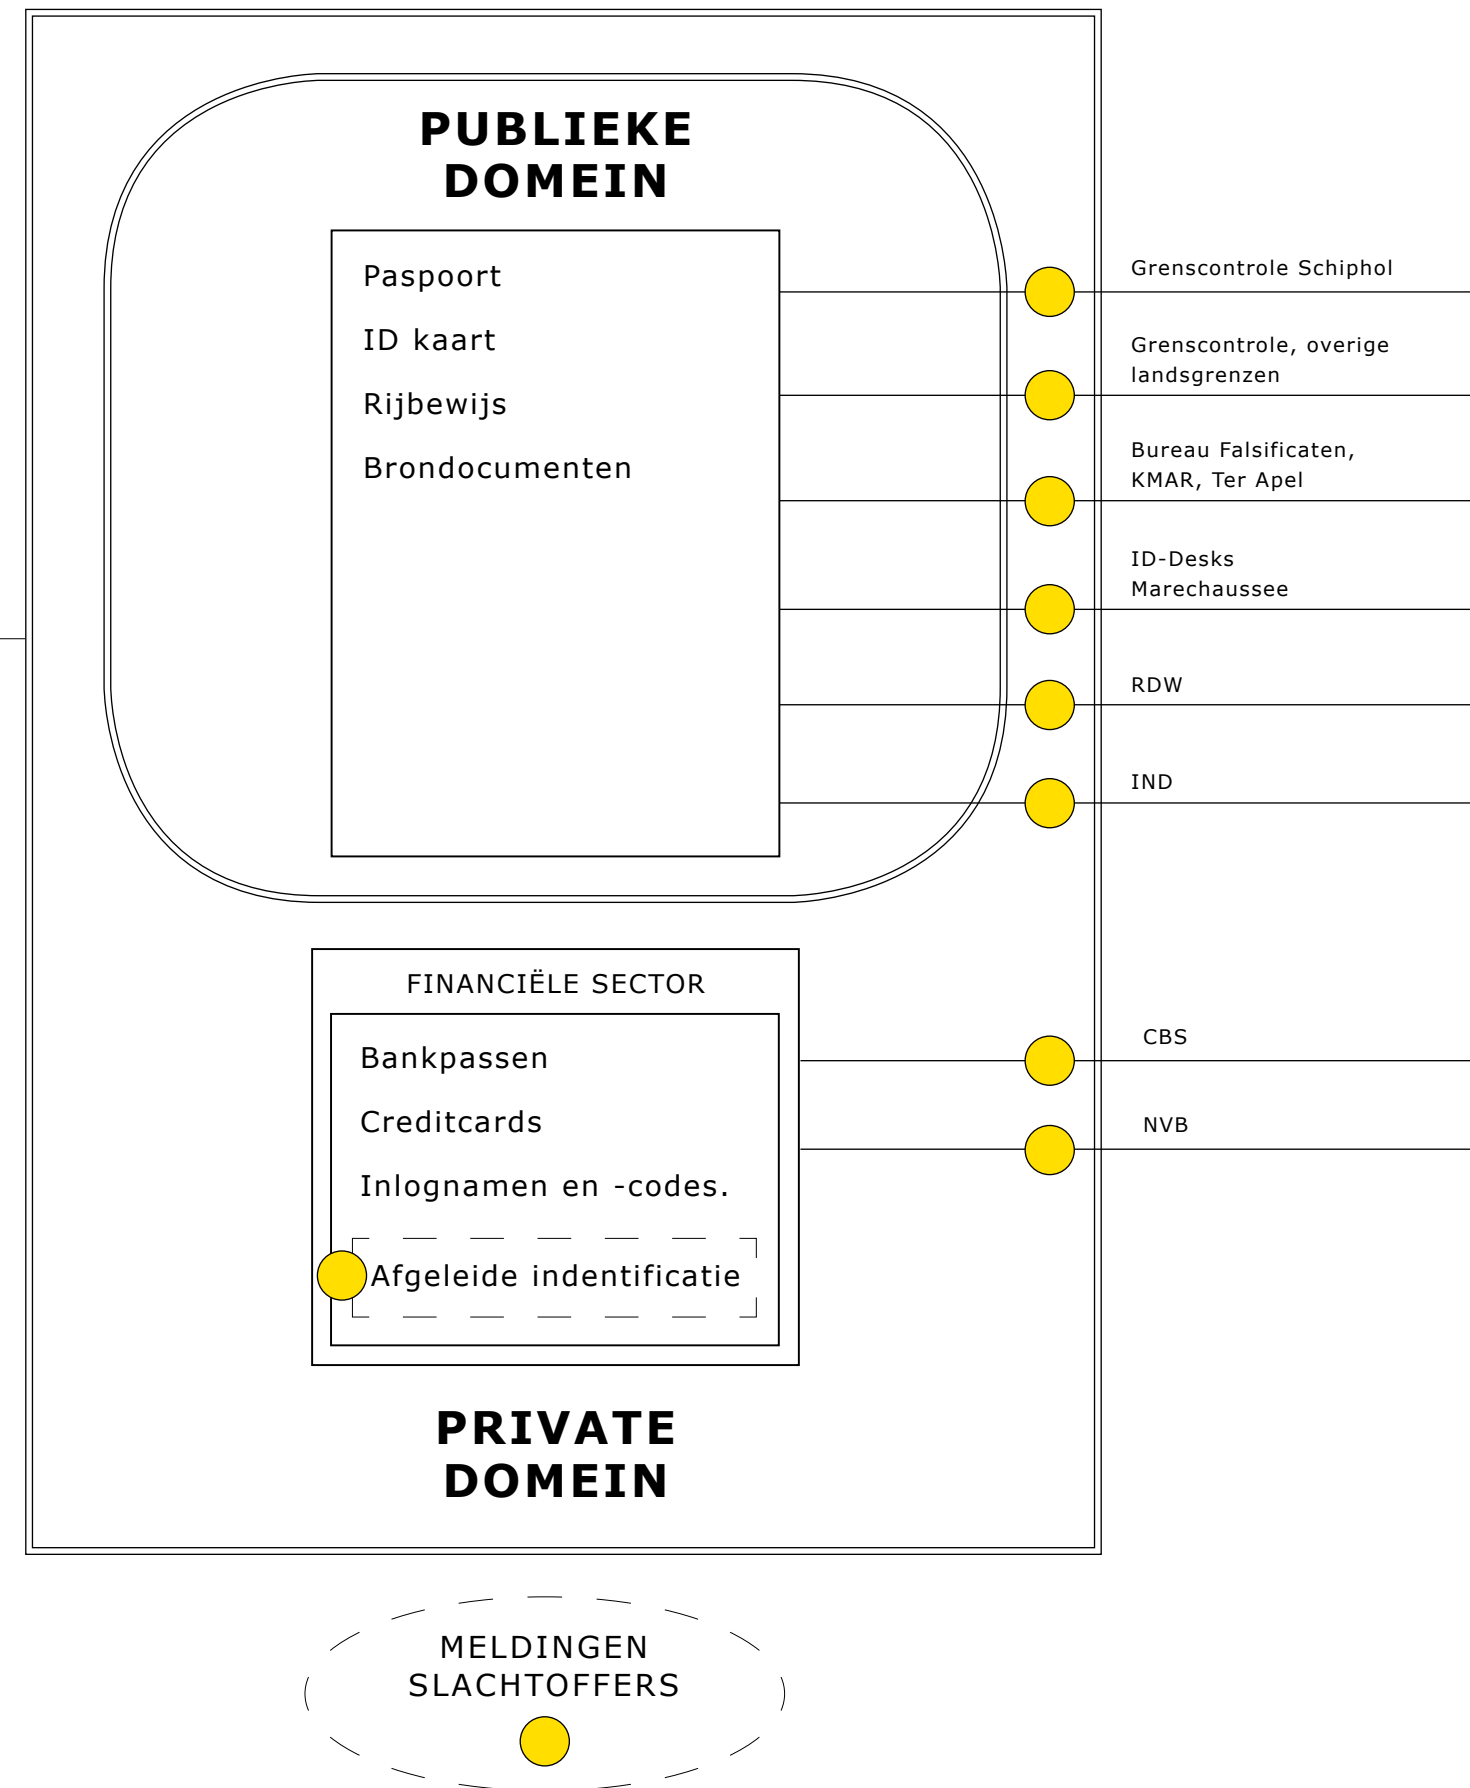 PUBLIEKE
DOMEIN
Paspoort
ID kaart
Rijbewijs
Brondocumenten
Grenscontrole Schiphol
Grenscontrole, overige
landsgrenzen
Bureau Falsificaten,
KMAR, Ter Apel
ID-Desks
Marechaussee
RDW
IND
FINANCIËLE SECTOR
Bankpassen
Creditcards
Inlognamen en -codes.
Afgeleide indentificatie
CBS
NVB
PRIVATE
DOMEIN
MELDINGEN
SLACHTOFFERS